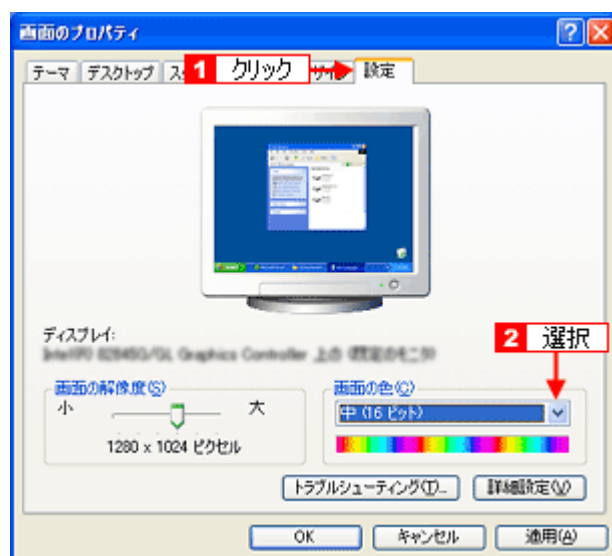 画面のプロパティ
テーマ デスクトップ 1 クリック 設定
ディスプレイ:
2 選択
画面の解像度(S)
小 大
1280 x 1024 ピクセル
画面の色(C)
中 (16 ビット)
トラブルシューティング(T)... 詳細設定(V)
OK キャンセル 適用(A)